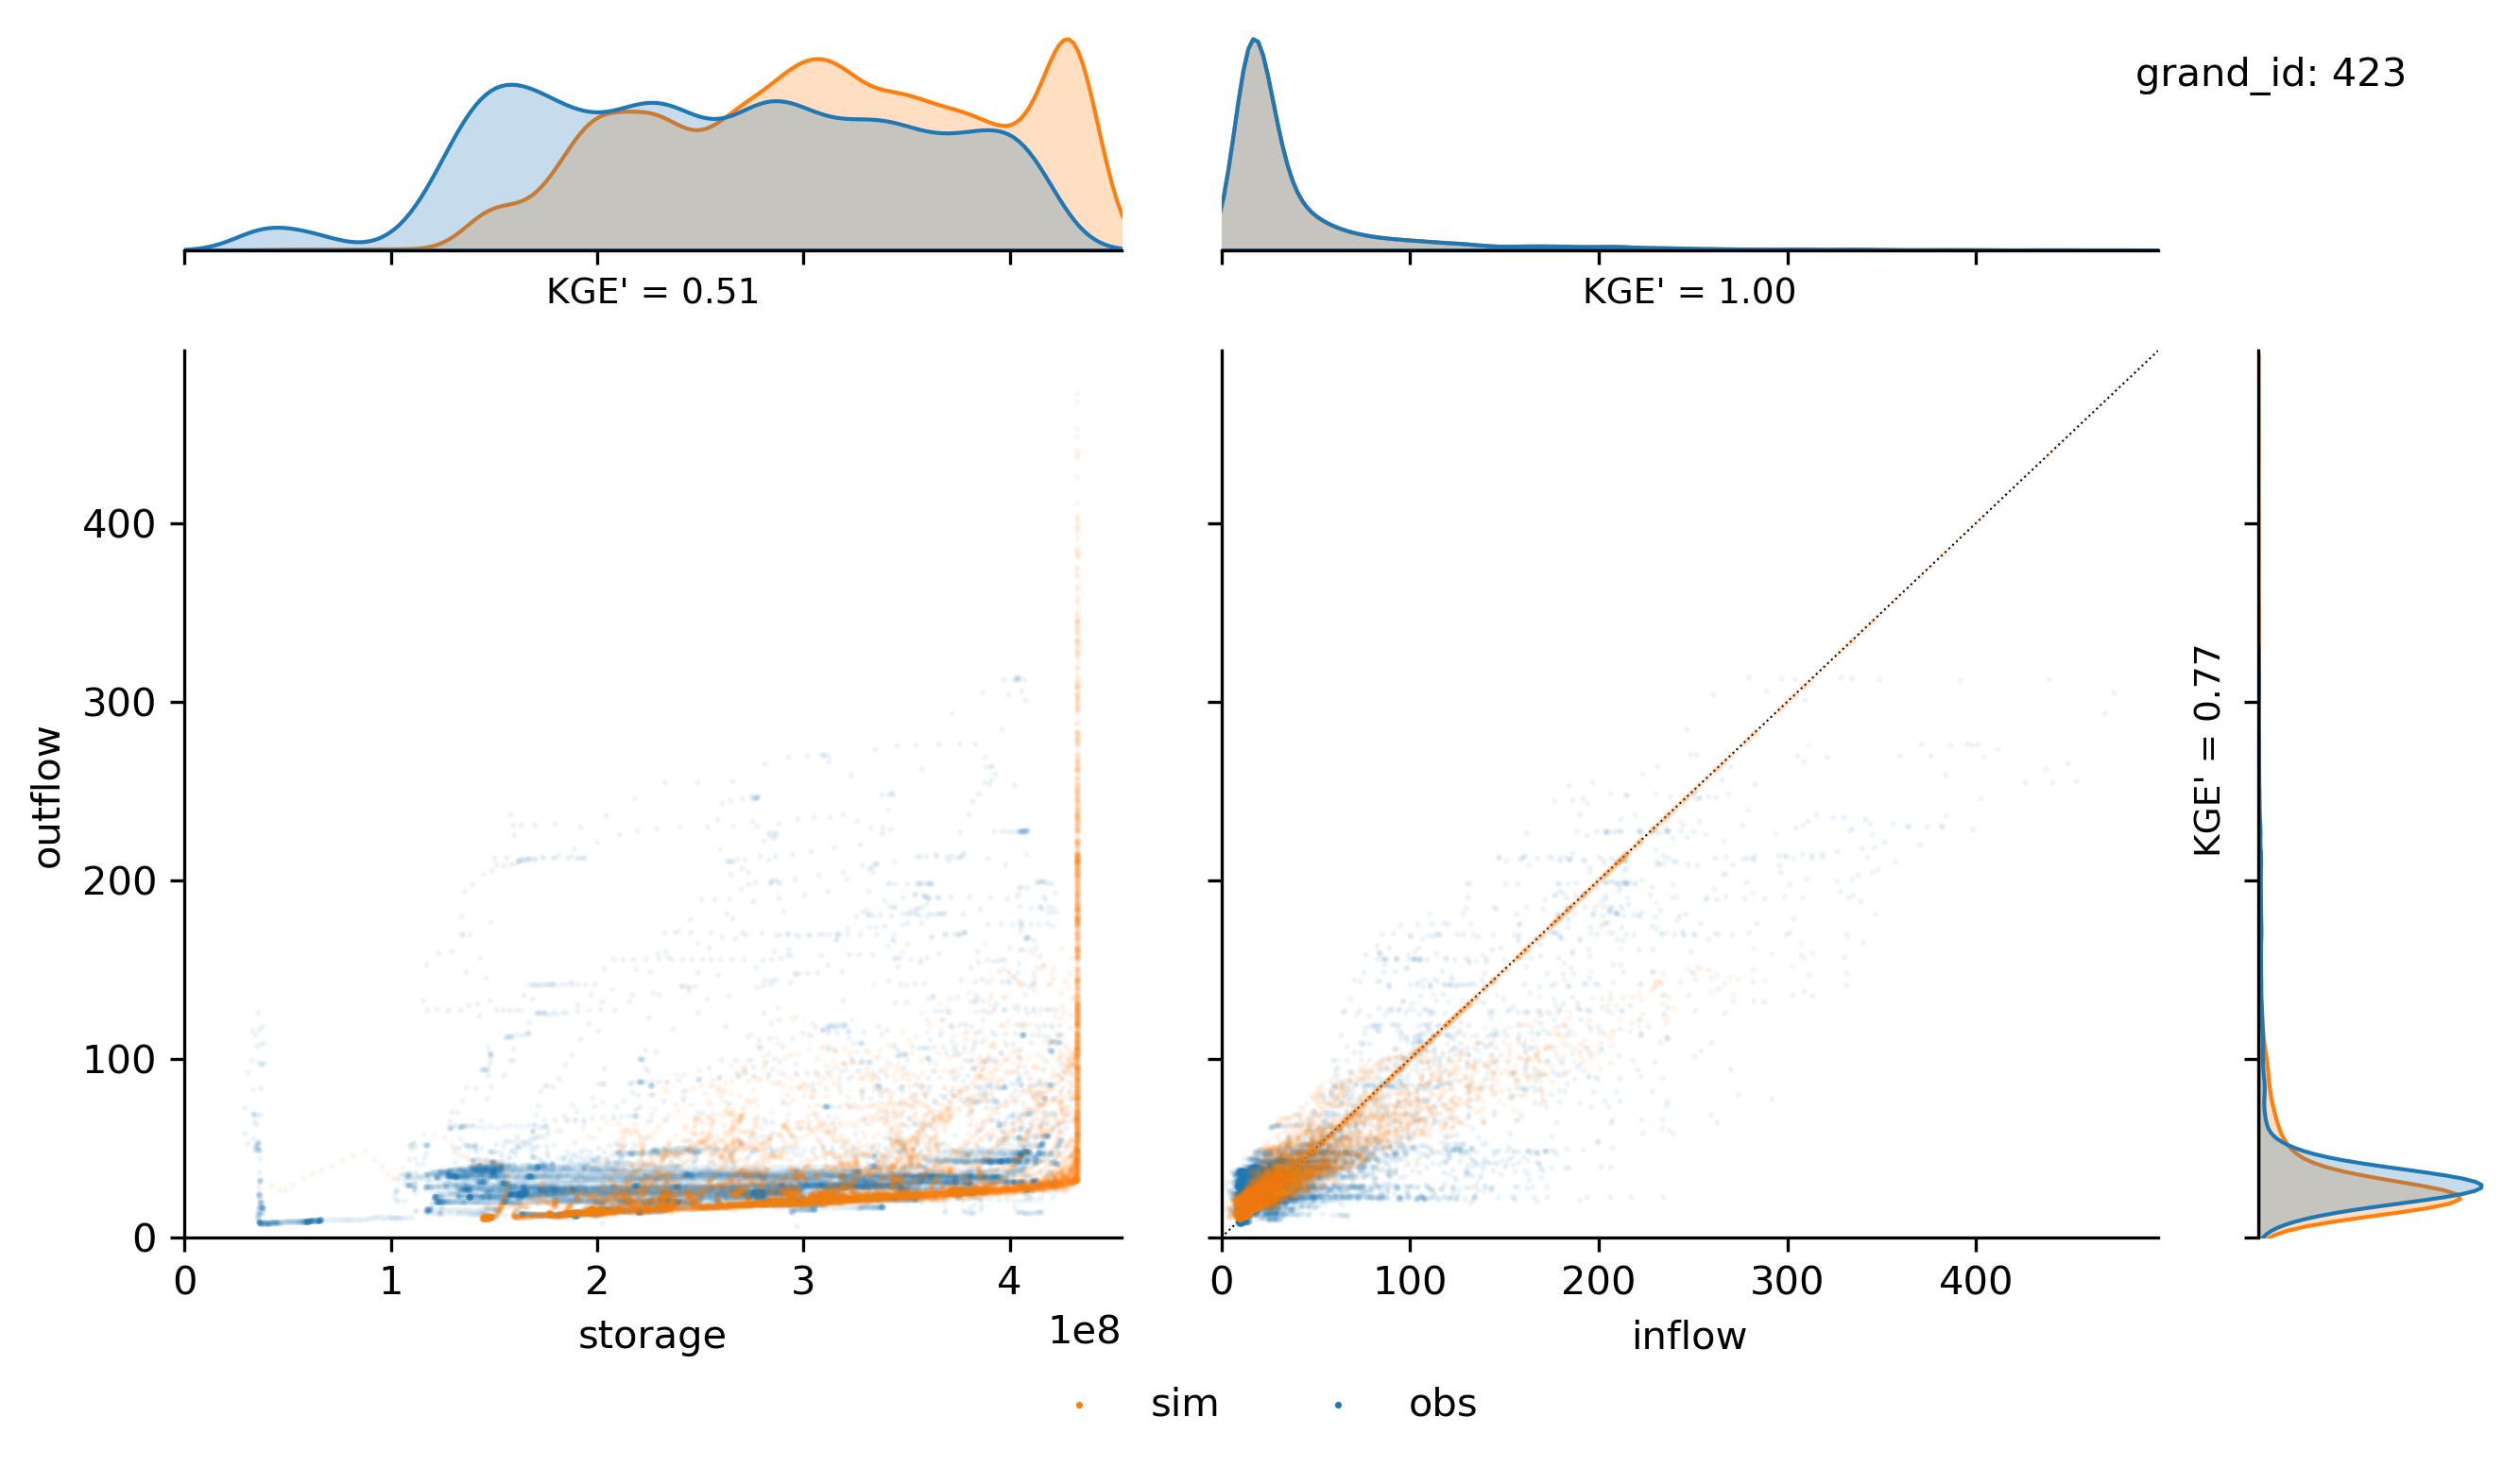 grand_id: 423
KGE' = 0.51
KGE' = 1.00
outflow
400
300
200
100
0
KGE' = 0.77
0 1 2 3 4
1e8
storage
0 100 200 300 400
inflow
sim obs